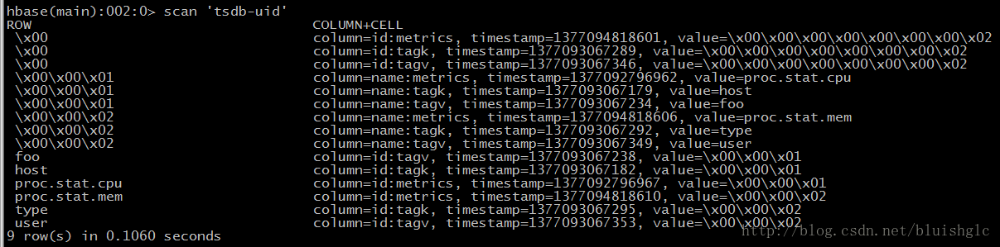 hbase(main):002:0> scan 'tsdb-uid'
ROW COLUMN+CELL
\x00 column=id:metrics, timestamp=1377094818601, value=\x00\x00\x00\x00\x00\x00\x00\x02
\x00 column=id:tagk, timestamp=1377093067289, value=\x00\x00\x00\x00\x00\x00\x00\x02
\x00 column=id:tagv, timestamp=1377093067346, value=\x00\x00\x00\x00\x00\x00\x00\x02
\x00\x00\x01 column=name:metrics, timestamp=1377092796962, value=proc.stat.cpu
\x00\x00\x01 column=name:tagk, timestamp=1377093067179, value=host
\x00\x00\x01 column=name:tagv, timestamp=1377093067234, value=foo
\x00\x00\x02 column=name:metrics, timestamp=1377094818606, value=proc.stat.mem
\x00\x00\x02 column=name:tagk, timestamp=1377093067292, value=type
\x00\x00\x02 column=name:tagv, timestamp=1377093067349, value=user
foo column=id:tagv, timestamp=1377093067238, value=\x00\x00\x01
host column=id:tagk, timestamp=1377093067182, value=\x00\x00\x01
proc.stat.cpu column=id:metrics, timestamp=1377092796967, value=\x00\x00\x01
proc.stat.mem column=id:metrics, timestamp=1377094818610, value=\x00\x00\x02
type column=id:tagk, timestamp=1377093067295, value=\x00\x00\x02
user column=id:tagv, timestamp=1377093067353, value=\x00\x00\x02
9 row(s) in 0.1060 seconds
http://blog.csdn.net/bluishglc